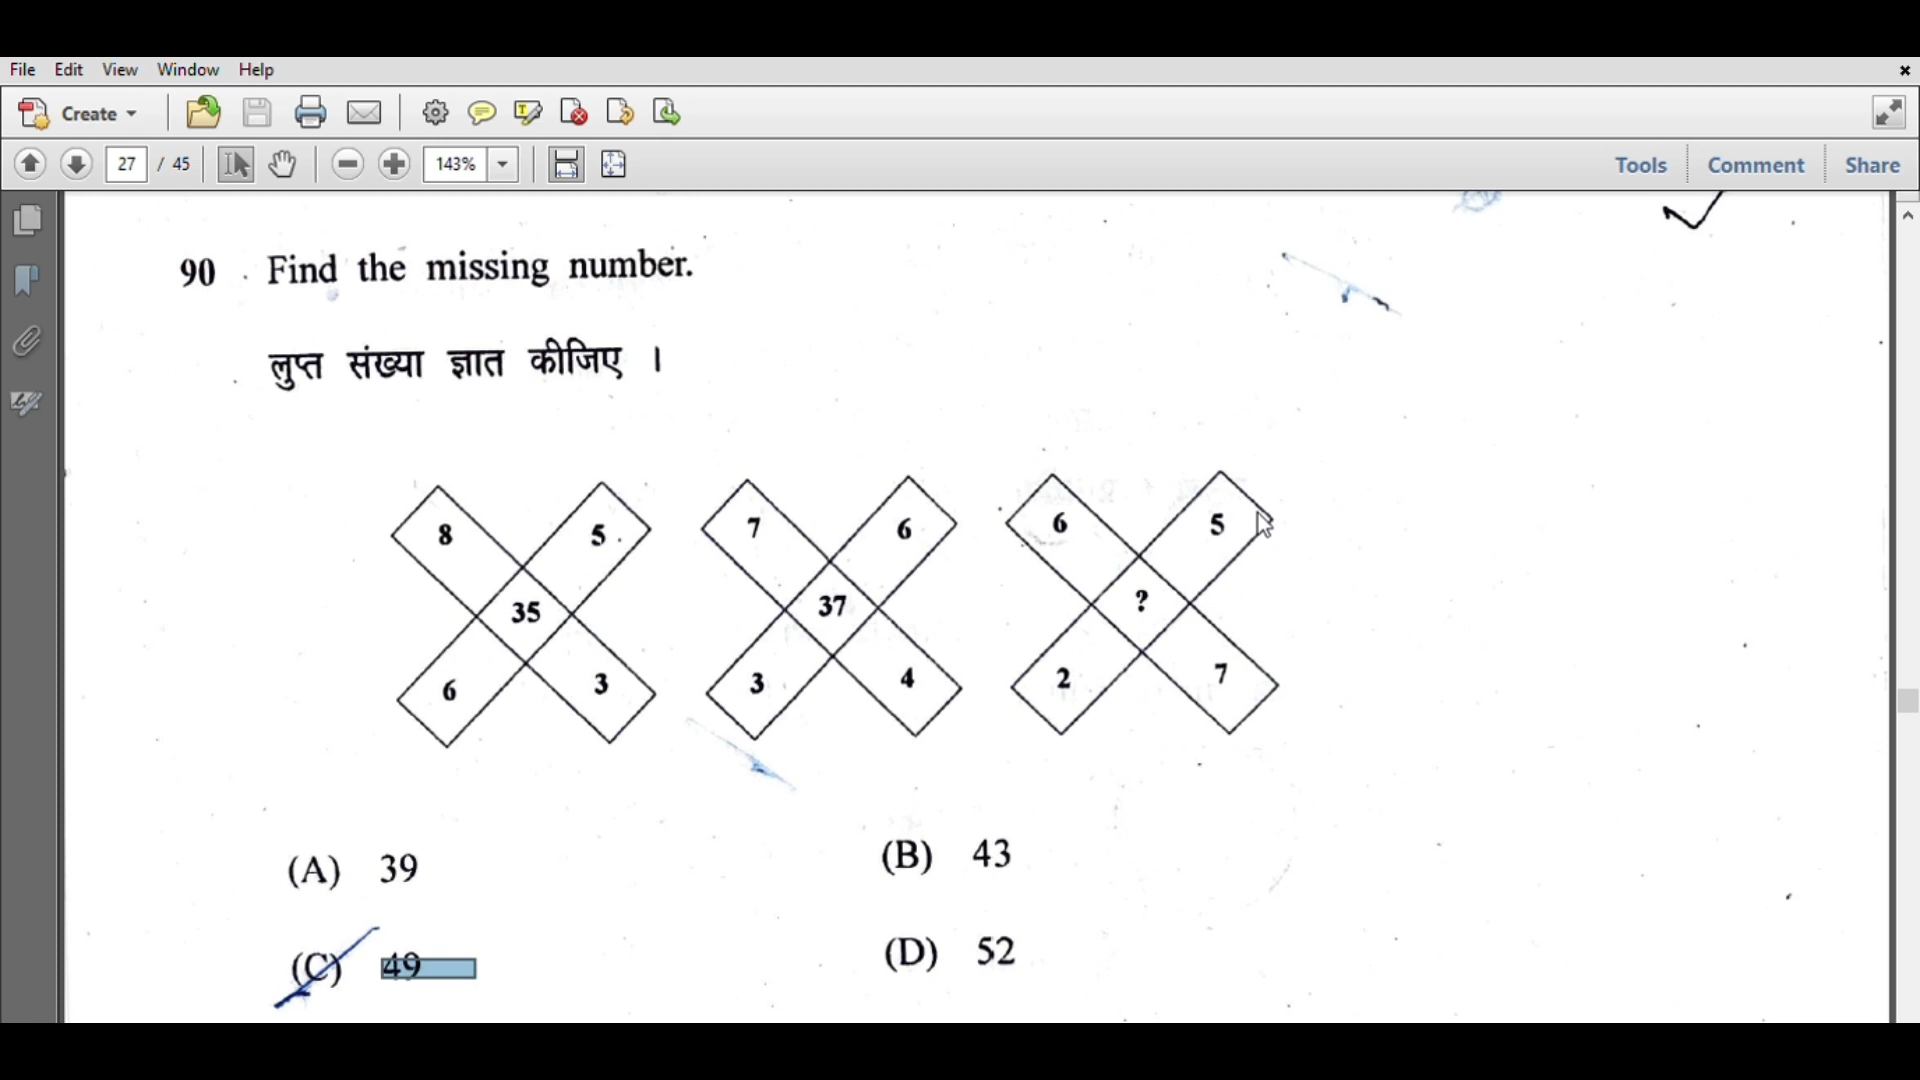 File Edit View Window Help
Create
27 / 45 143% Tools Comment Share
90 . Find the missing number.
लुप्त संख्या ज्ञात कीजिए ।
8 5 7 6 6 5
35 37 ?
6 3 3 4 2 7
(A) 39 (B) 43
(C) 49 (D) 52